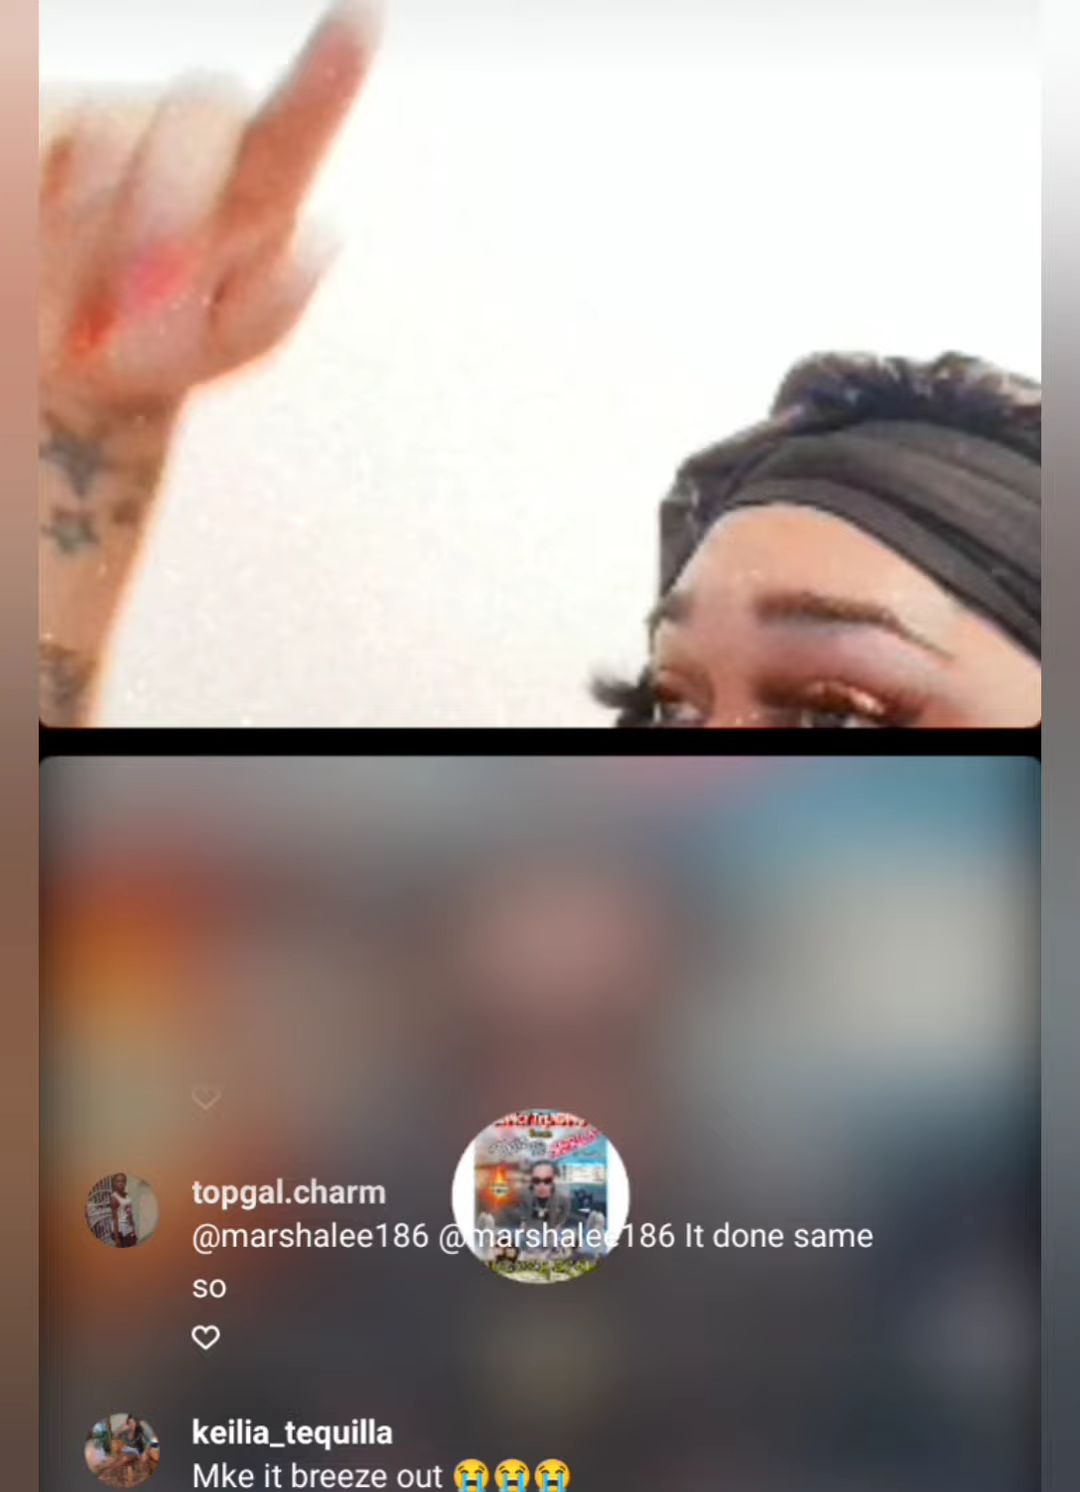 topgal.charm
@marshalee186 @marshalee186 It done same
so
keilia_tequilla
Mke it breeze out 😭😭😭